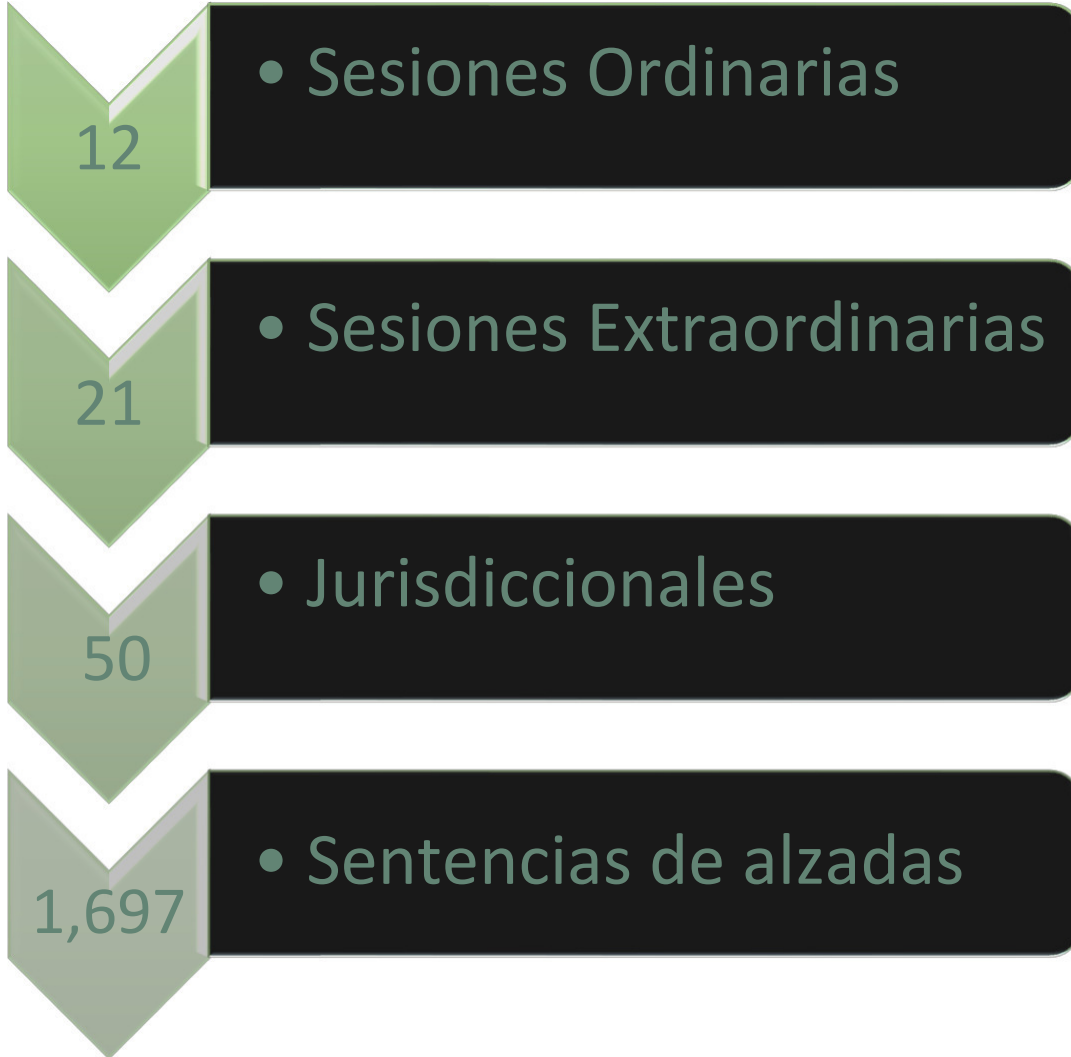 12
• Sesiones Ordinarias
21
• Sesiones Extraordinarias
50
• Jurisdiccionales
1,697
• Sentencias de alzadas